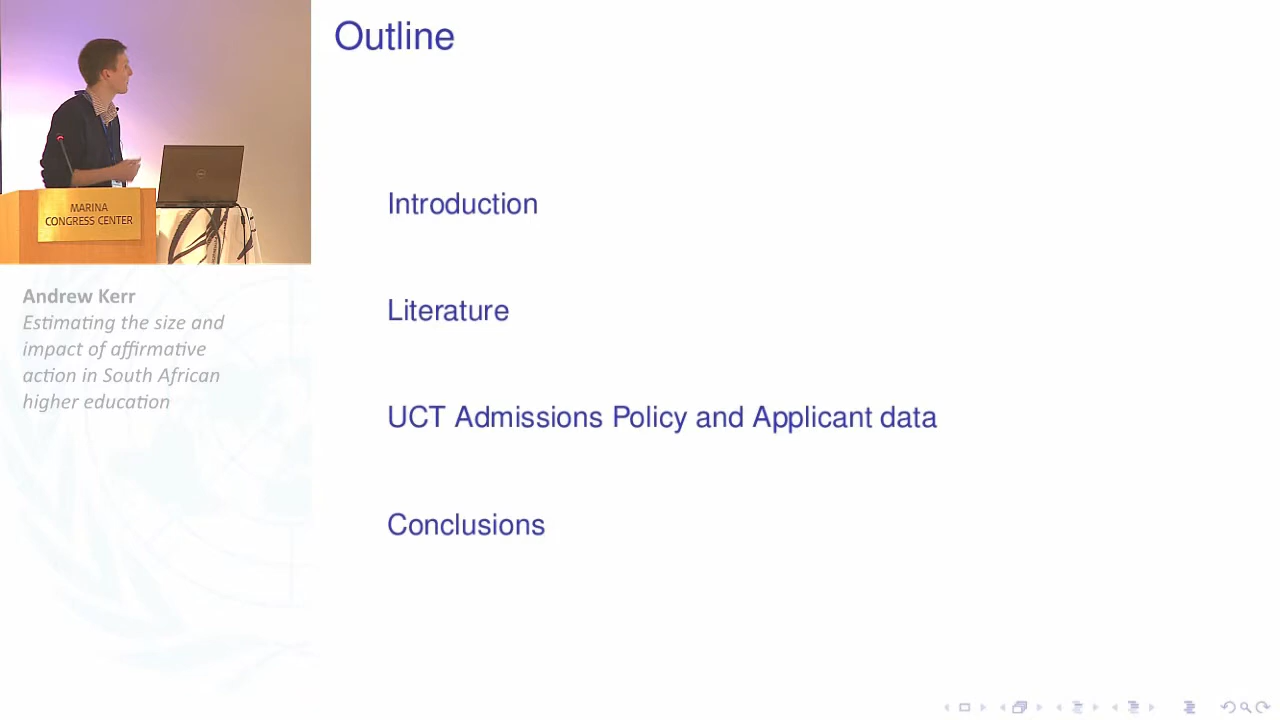 Outline
MARINA
CONGRESS CENTER
Introduction
Literature
UCT Admissions Policy and Applicant data
Conclusions
Andrew Kerr
Estimating the size and
impact of affirmative
action in South African
higher education